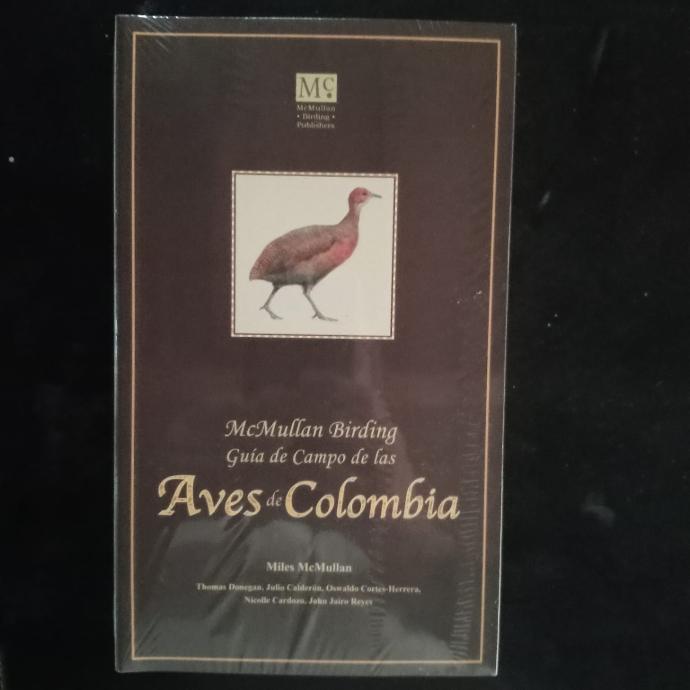 Mc
McMullan
• Birding •
Publishers
McMullan Birding
Guía de Campo de las
Aves de Colombia
Miles McMullan
Thomas Donegan, Julio Calderón, Oswaldo Cortes-Herrera,
Nicolle Cardozo, John Jairo Reyes